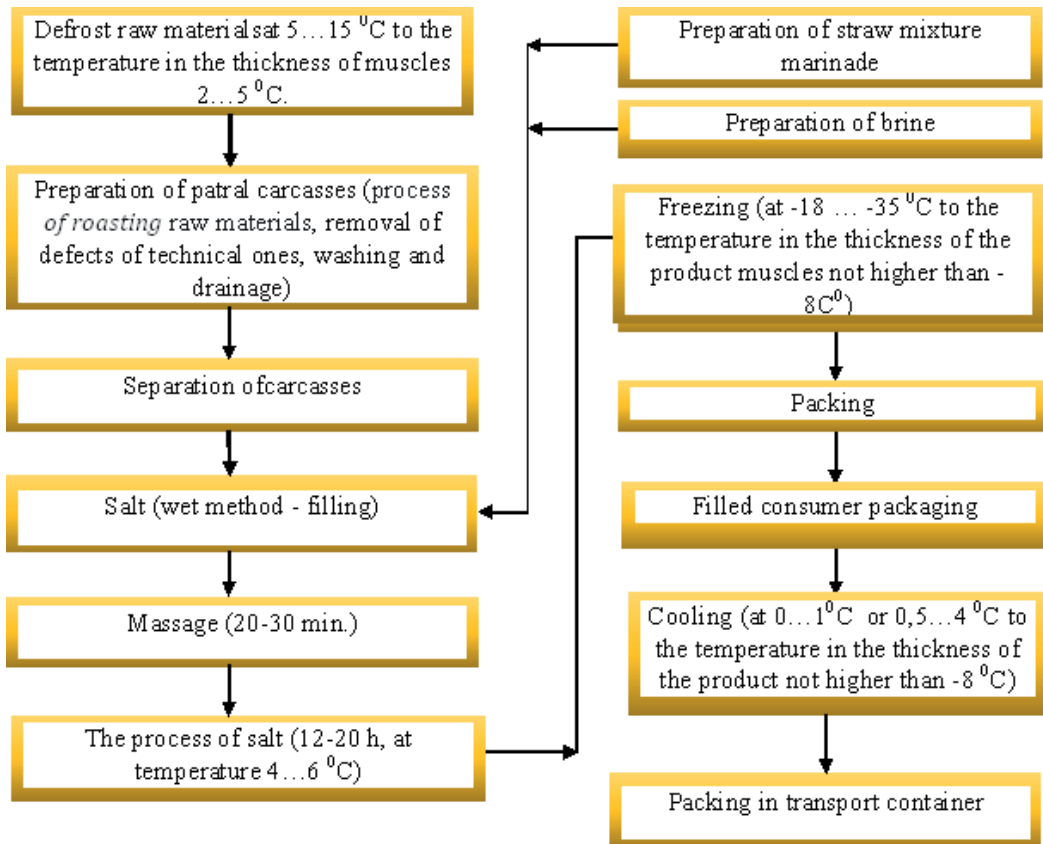 Defrost raw materialsat 5…15 ⁰C to the
temperature in the thickness of muscles
2…5 ⁰C.
Preparation of patral carcasses (process
of roasting raw materials, removal of
defects of technical ones, washing and
drainage)
Separation ofcarcasses
Salt (wet method - filling)
Massage (20-30 min.)
The process of salt (12-20 h, at
temperature 4…6 ⁰C)
Preparation of straw mixture
marinade
Preparation of brine
Freezing (at -18 … -35 ⁰C to the
temperature in the thickness of the
product muscles not higher than -
8C⁰)
Packing
Filled consumer packaging
Cooling (at 0…1⁰C or 0,5…4 ⁰C to
the temperature in the thickness of
the product not higher than -8 ⁰C)
Packing in transport container